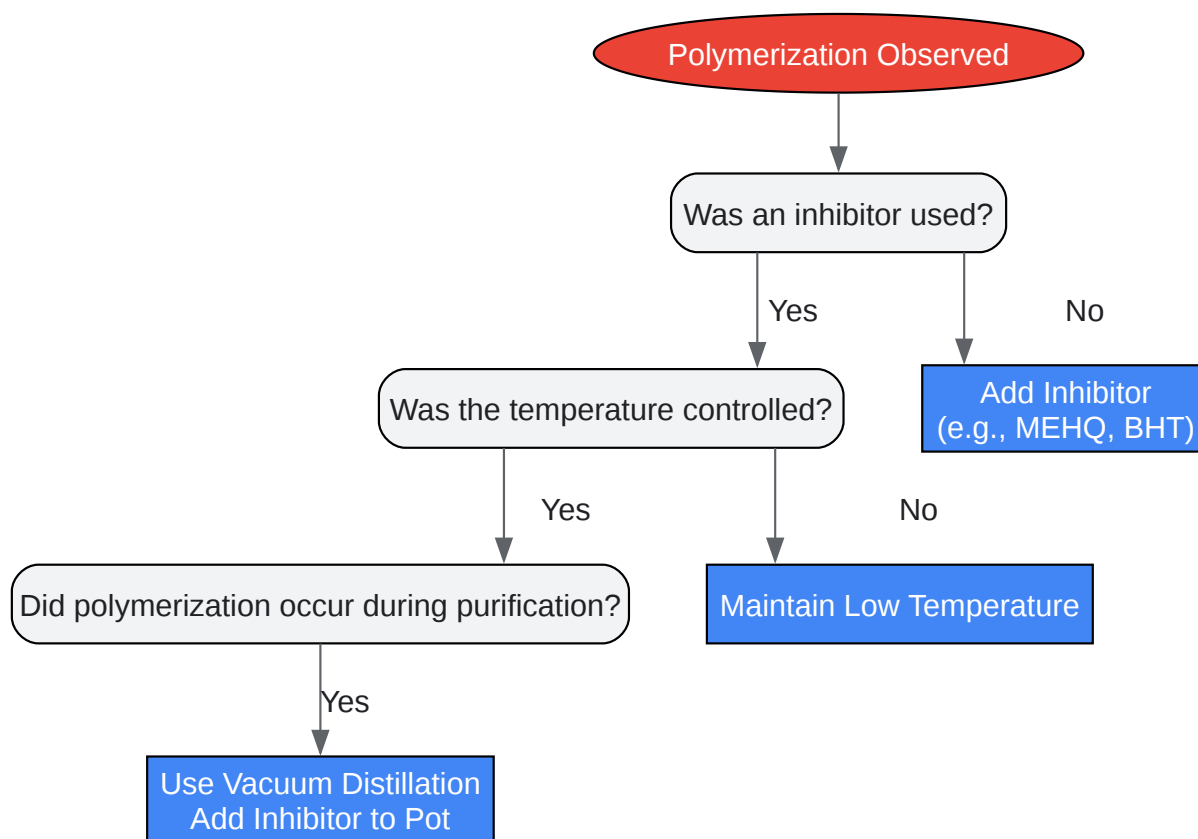 Polymerization Observed
Was an inhibitor used?
Yes
No
Add Inhibitor
(e.g., MEHQ, BHT)
Was the temperature controlled?
Yes
No
Did polymerization occur during purification?
Maintain Low Temperature
Yes
Use Vacuum Distillation
Add Inhibitor to Pot